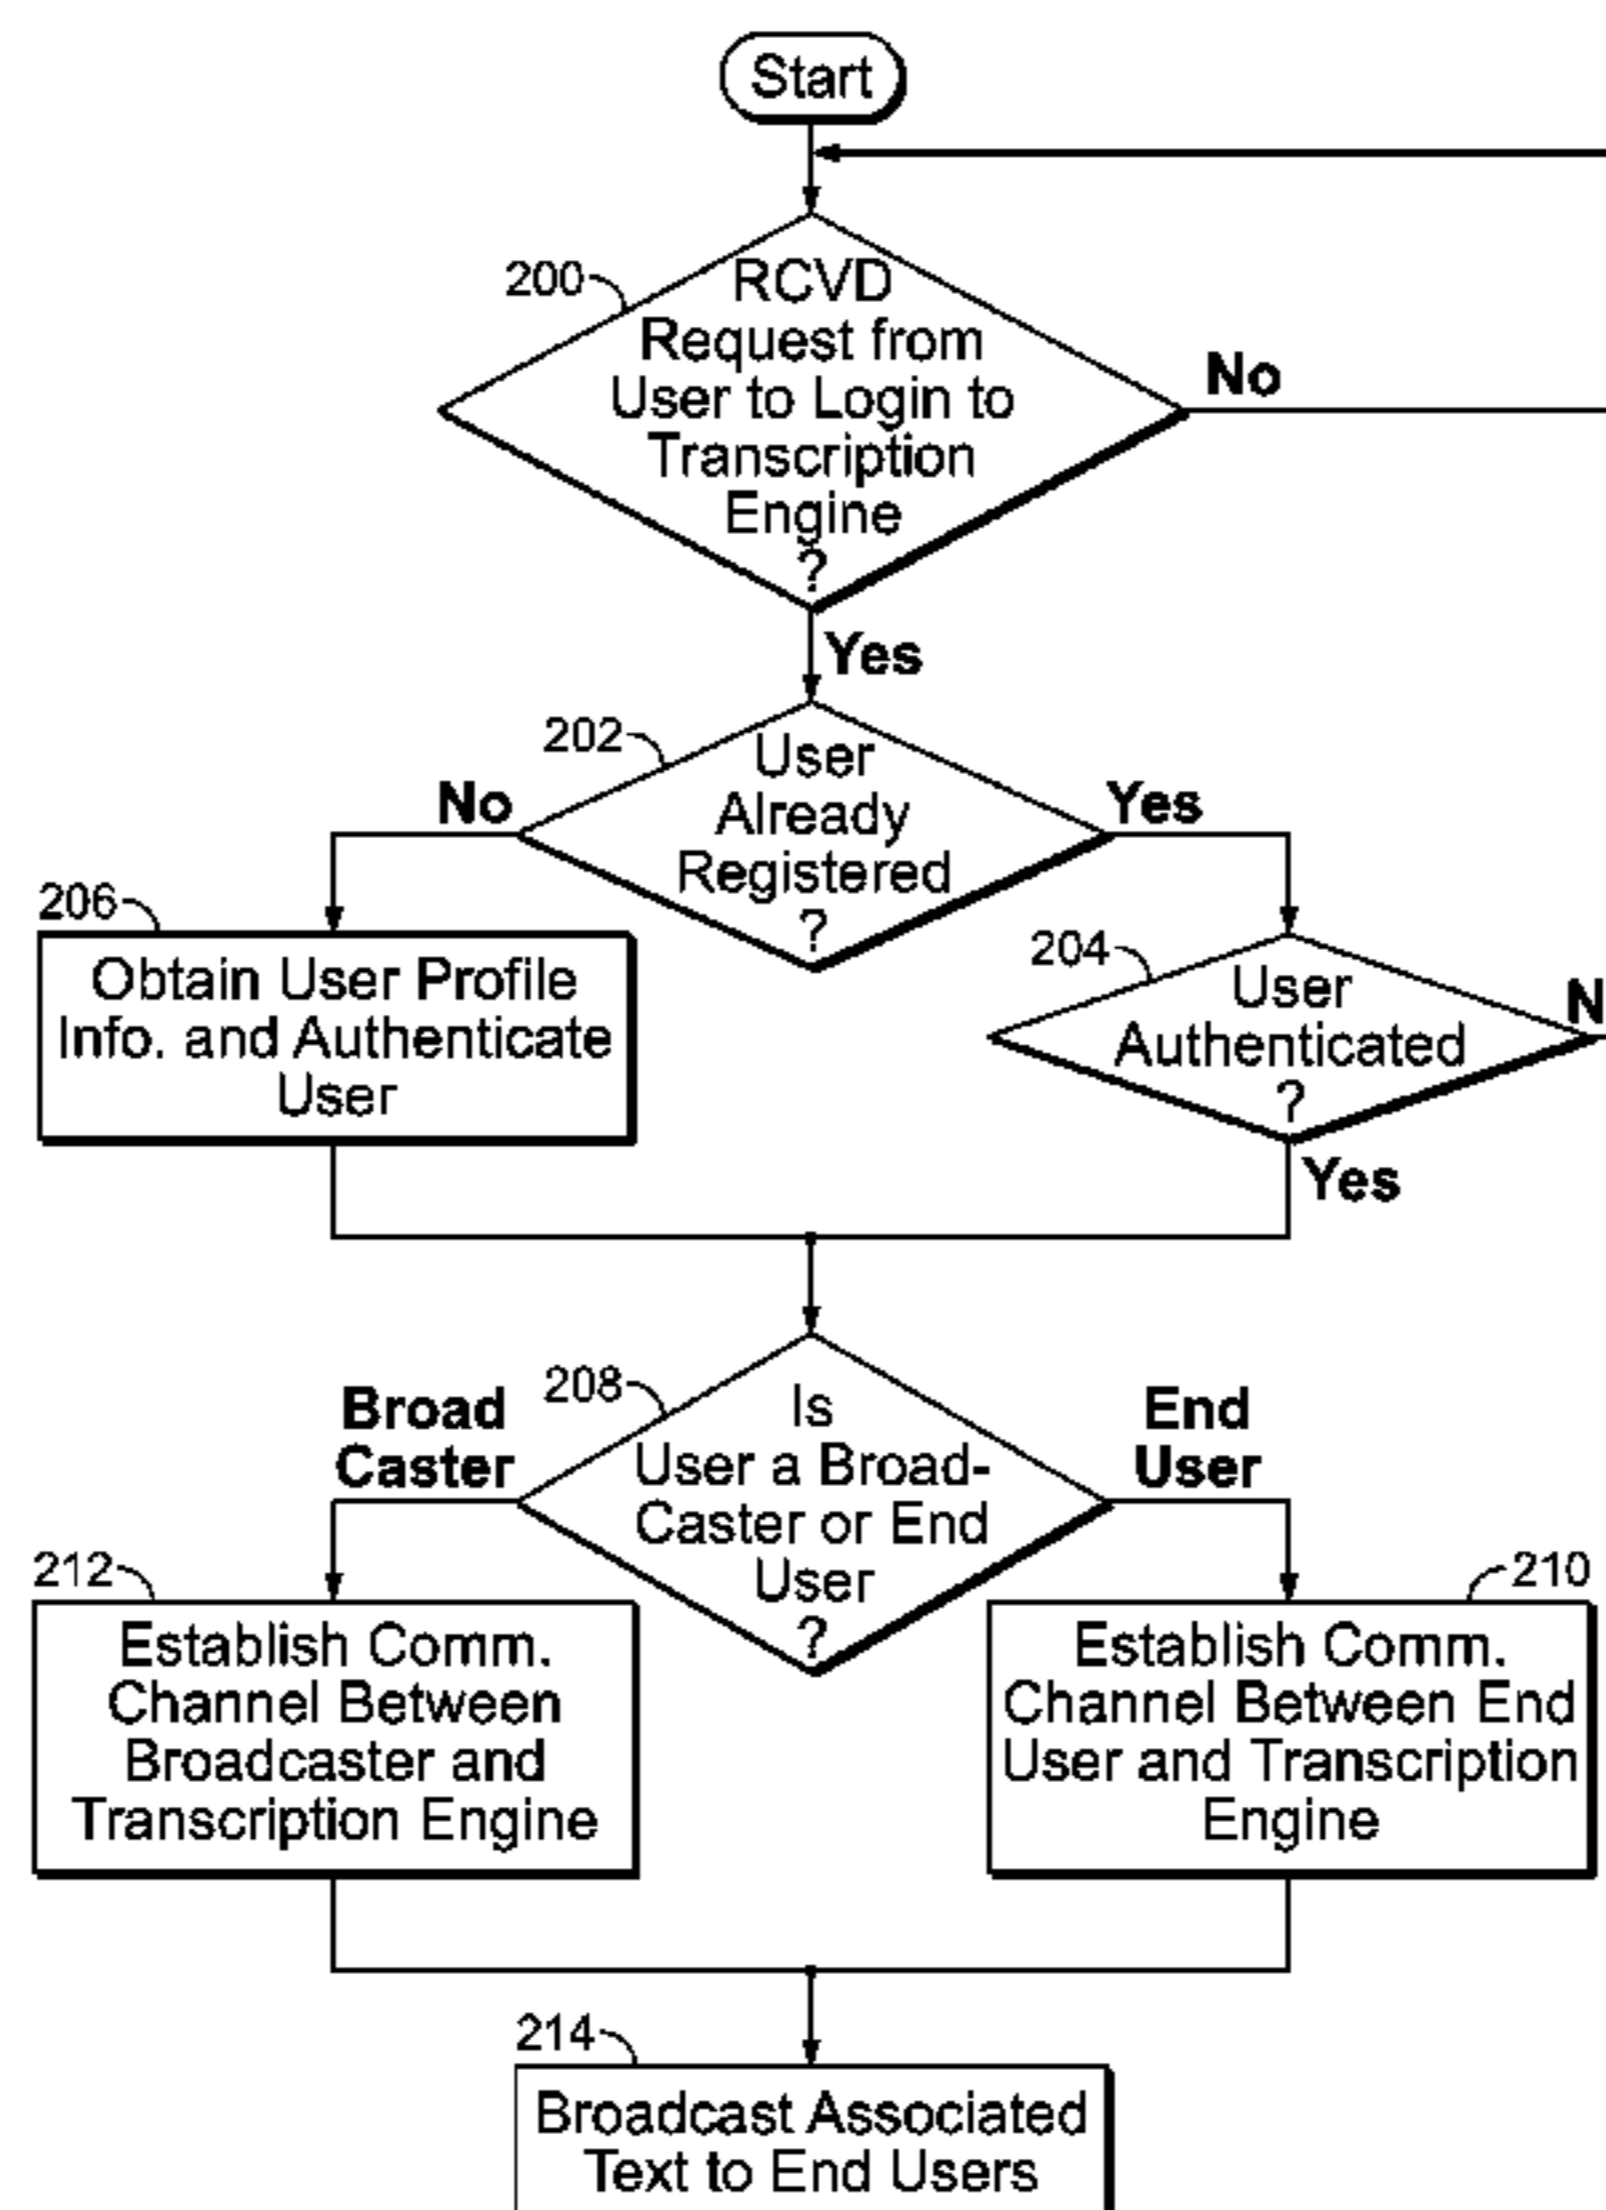 Start
200
RCVD
Request from
User to Login to
Transcription
Engine
?
No
Yes
202
User
Already
Registered
?
No
Yes
206
Obtain User Profile
Info. and Authenticate
User
204
User
Authenticated
?
N
Yes
208
Is
User a Broad-
Caster or End
User
?
Broad
Caster
End
User
212
Establish Comm.
Channel Between
Broadcaster and
Transcription Engine
210
Establish Comm.
Channel Between End
User and Transcription
Engine
214
Broadcast Associated
Text to End Users